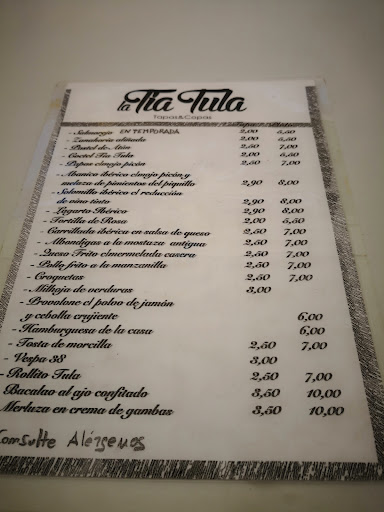 la Tía Tula
Tapas&Copas
- Salmorejo EN TEMPORADA 2,00 5,50
- Zanahoria aliñada 2,00 5,50
- Pastel de Atún 2,50 7,00
- Coctel Tía Tula 2,00 5,50
- Papas c/mojo picón 2,50 7,00
- Abanico ibérico c/mojo picón y
melaza de pimientos del piquillo 2,90 8,00
- Solomillo ibérico c/ reducción
de vino tinto 2,90 8,00
- Lagarto Ibérico 2,90 8,00
- Tortilla de Rosa 2,00 5,50
- Carrillada ibérica en salsa de queso 2,50 7,00
- Albondigas a la mostaza antigua 2,50 7,00
- Queso Frito c/mermelada casera 2,50 7,00
- Pollo frito a la manzanilla 2,50 7,00
- Croquetas 2,50 7,00
- Milhoja de verduras 3,00
- Provolone c/ polvo de jamón
y cebolla crujiente 6,00
- Hamburguesa de la casa 6,00
- Tosta de morcilla 2,50 7,00
- Vespa 38 3,00
- Rollito Tula 2,50 7,00
Bacalao al ajo confitado 3,50 10,00
Merluza en crema de gambas 3,50 10,00
Consulte Alérgenos